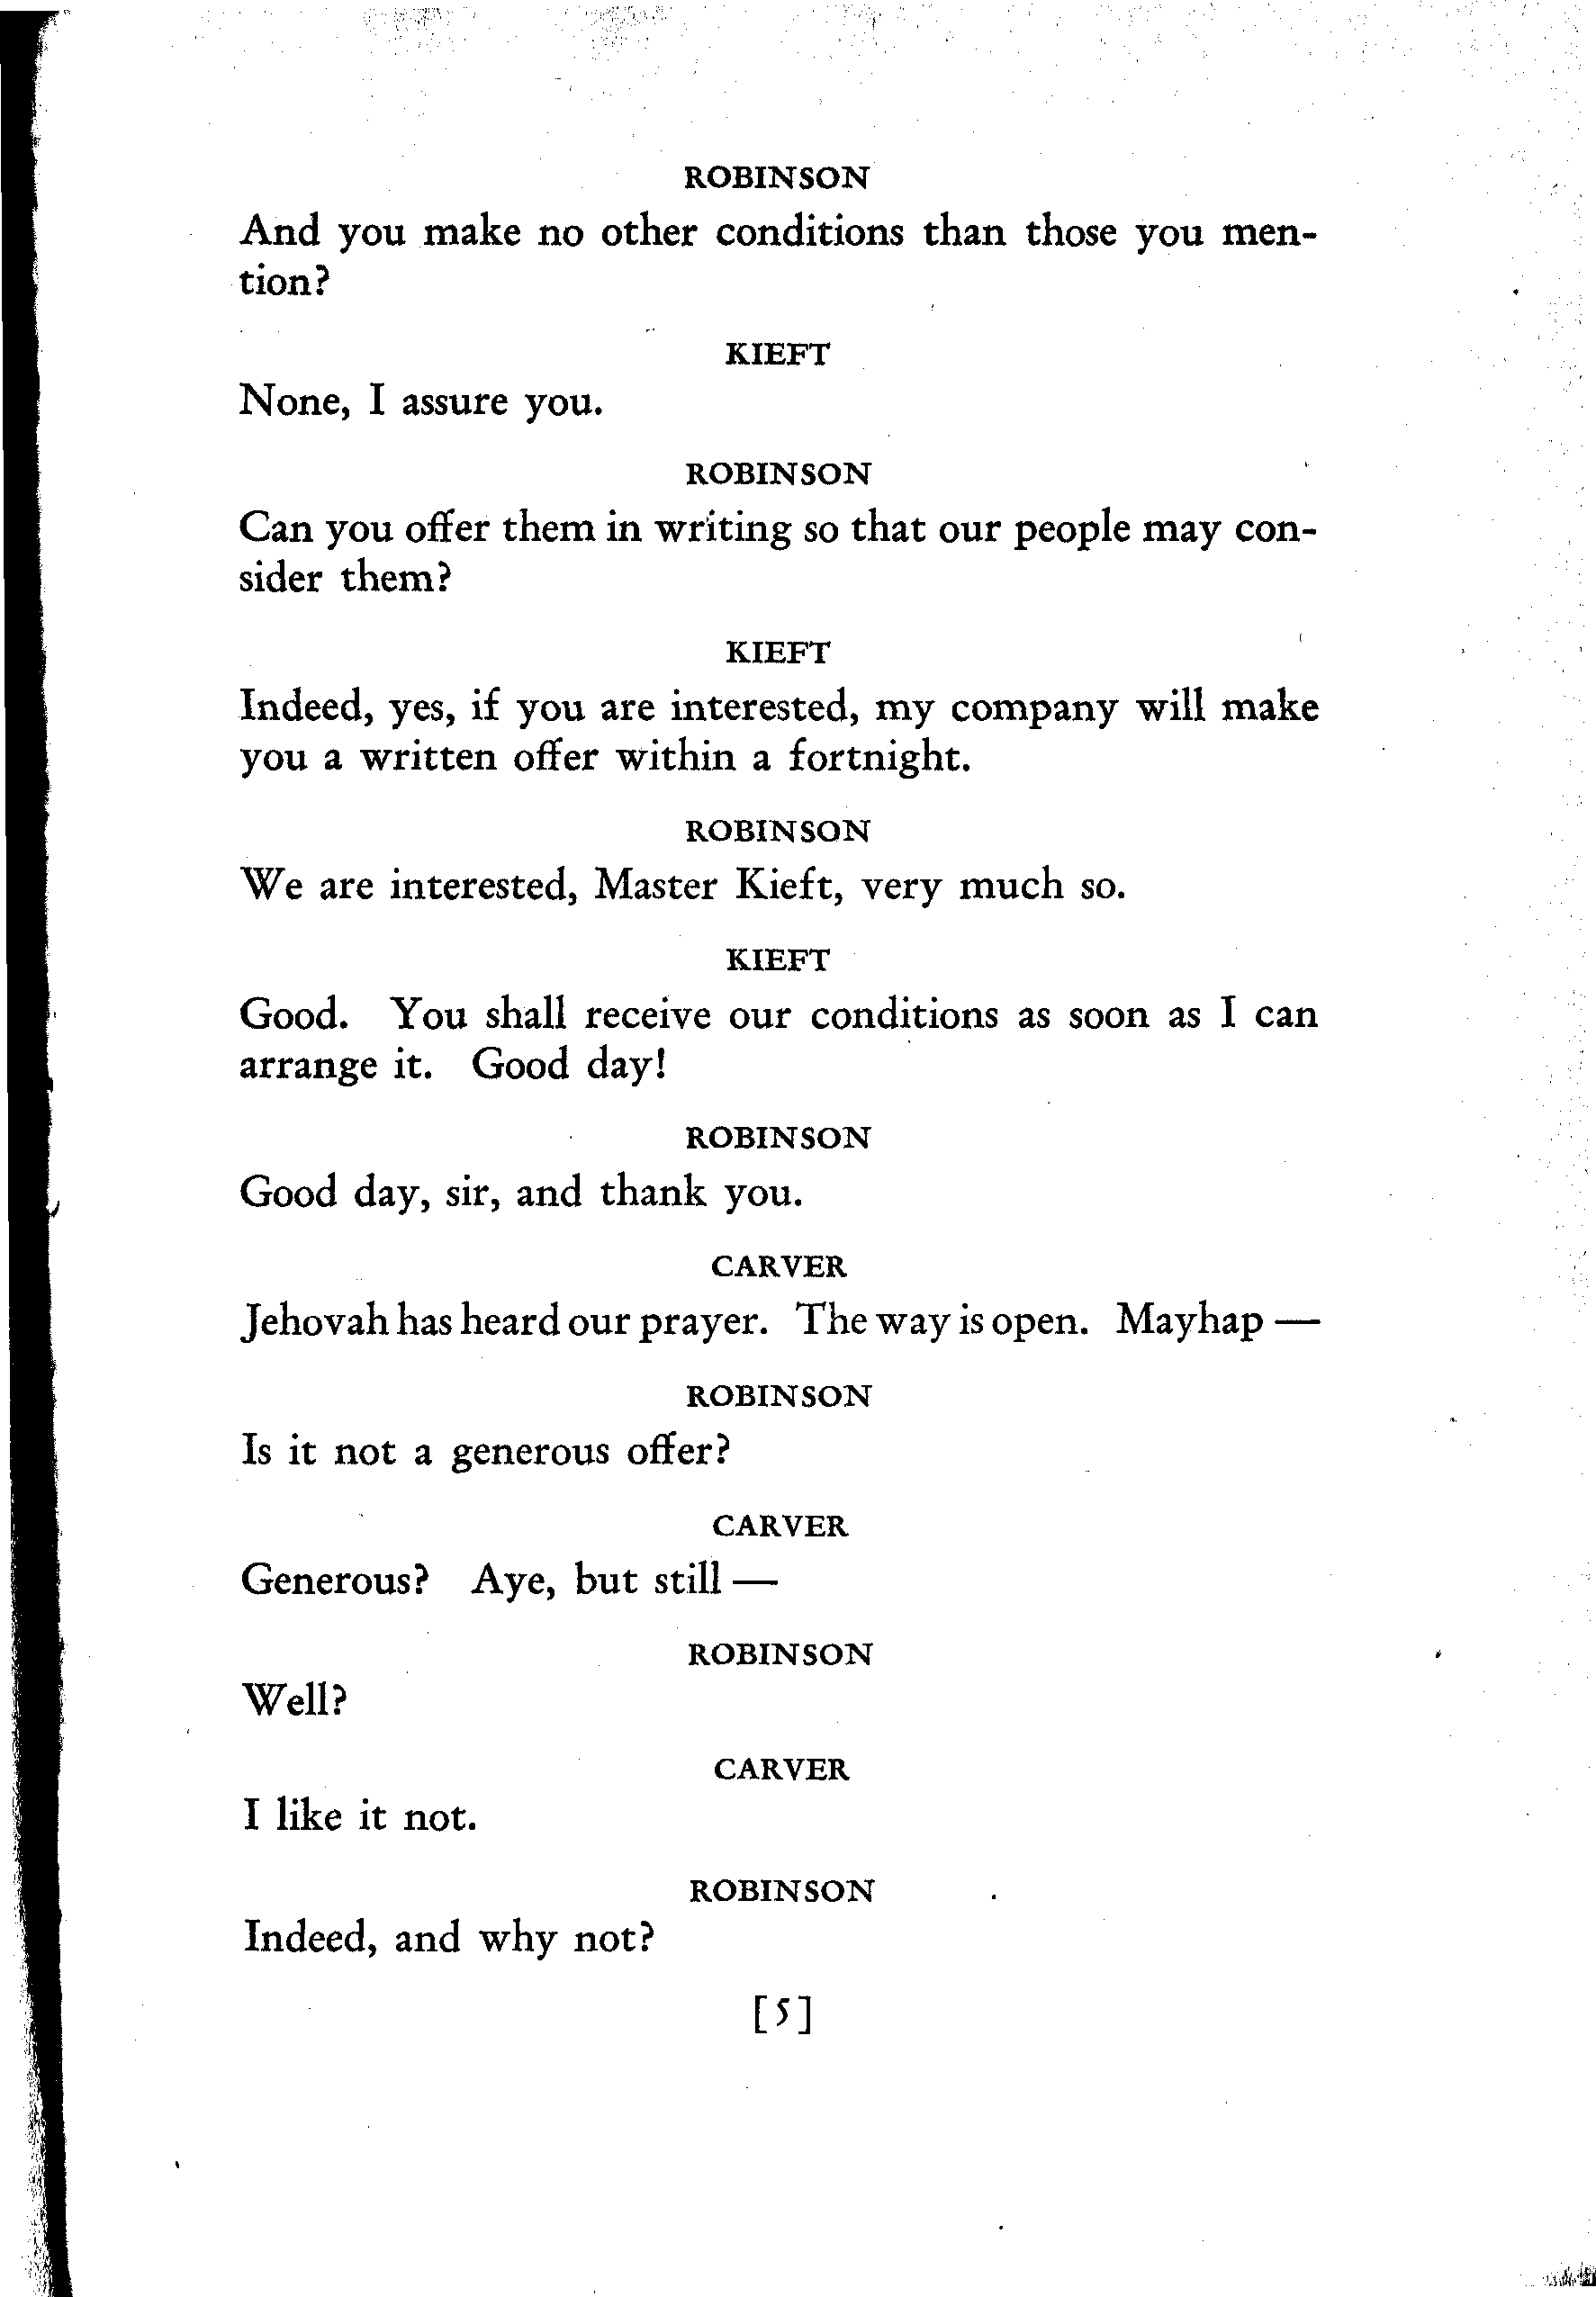 ROBINSON
And you make no other conditions than those you men-
tion?
KIEFT
None, I assure you.
ROBINSON
Can you offer them in writing so that our people may con-
sider them?
KIEFT
Indeed, yes, if you are interested, my company will make
you a written offer within a fortnight.
ROBINSON
We are interested, Master Kieft, very much so.
KIEFT
Good. You shall receive our conditions as soon as I can
arrange it. Good day!
ROBINSON
Good day, sir, and thank you.
CARVER
Jehovah has heard our prayer. The way is open. Mayhap —
ROBINSON
Is it not a generous offer?
CARVER
Generous? Aye, but still —
ROBINSON
Well?
CARVER
I like it not.
ROBINSON
Indeed, and why not?
[5]